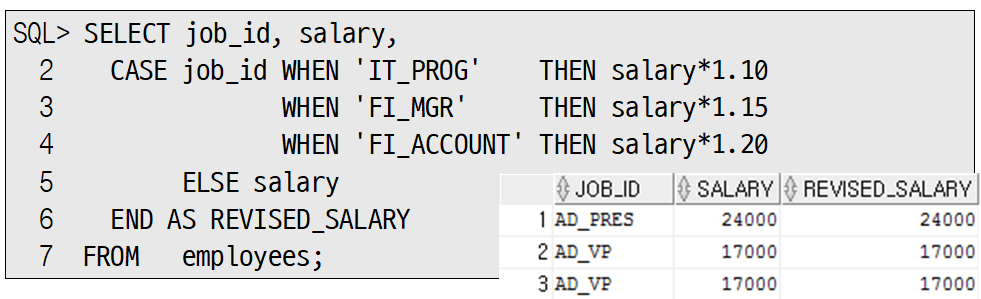 SQL> SELECT job_id, salary,
2 CASE job_id WHEN 'IT_PROG' THEN salary*1.10
3 WHEN 'FI_MGR' THEN salary*1.15
4 WHEN 'FI_ACCOUNT' THEN salary*1.20
5 ELSE salary
6 END AS REVISED_SALARY
7 FROM employees;
JOB_ID SALARY REVISED_SALARY
1 AD_PRES 24000 24000
2 AD_VP 17000 17000
3 AD_VP 17000 17000